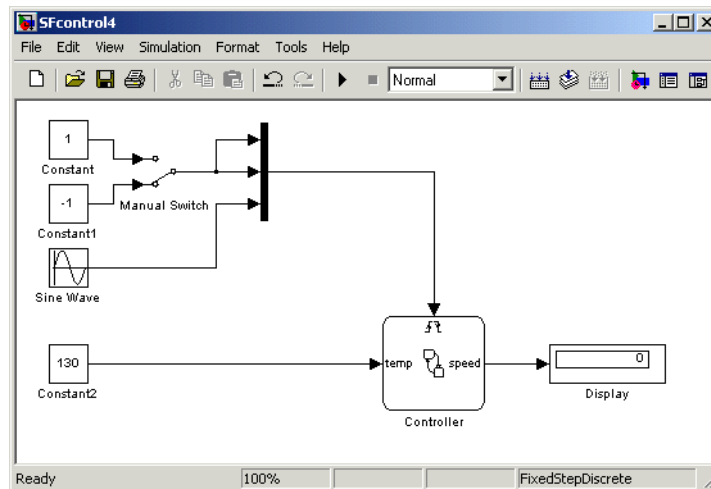 SFcontrol4
File Edit View Simulation Format Tools Help
Normal
1
Constant
-1
Manual Switch
Constant1
Sine Wave
130
temp
speed
0
Constant2
Display
Controller
Ready
100%
FixedStepDiscrete